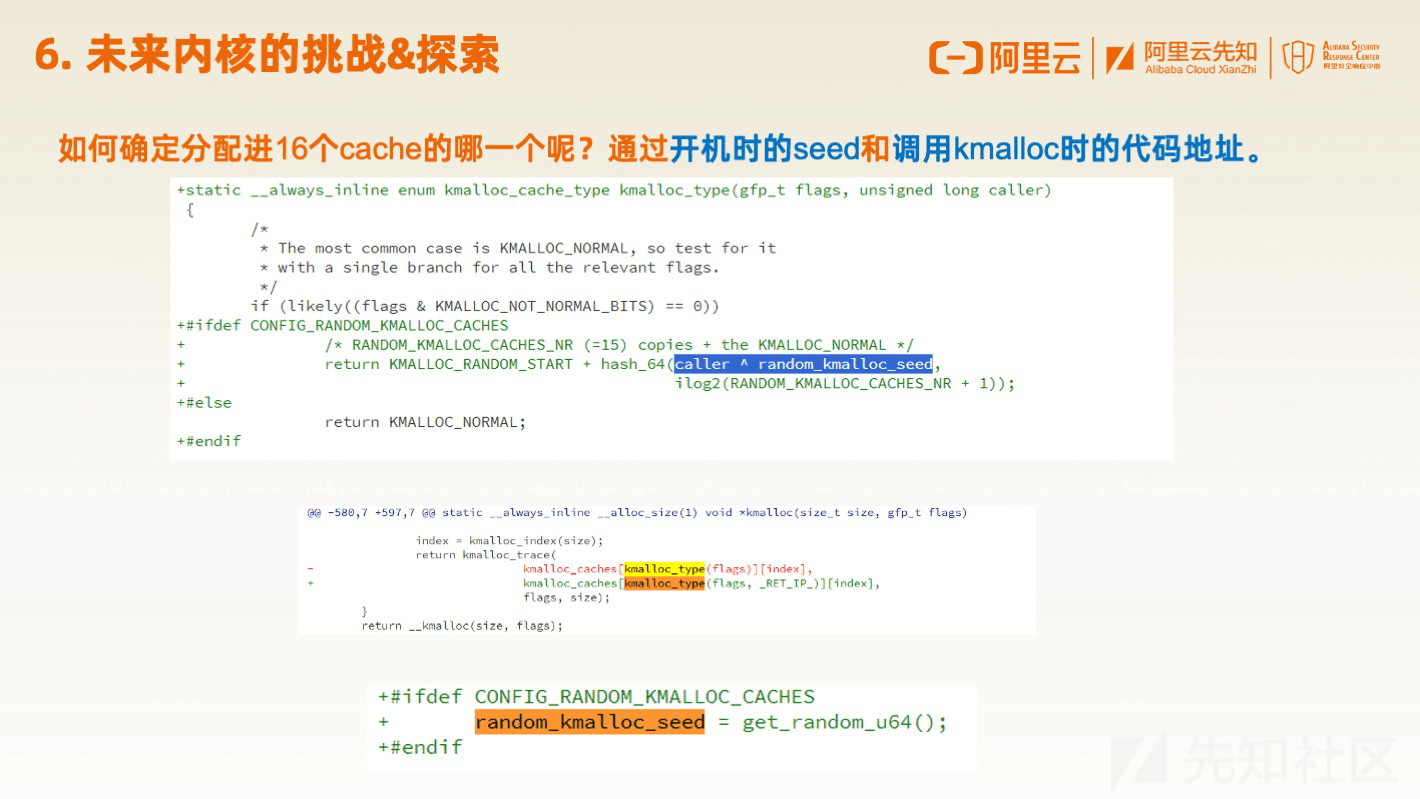 6. 未来内核的挑战&探索
阿里云
阿里云先知
Alibaba Cloud XianZhi
ALIBABA SECURITY
RESPONSE CENTER
阿里安全响应中心
如何确定分配进16个cache的哪一个呢？通过开机时的seed和调用kmalloc时的代码地址。
+static __always_inline enum kmalloc_cache_type kmalloc_type(gfp_t flags, unsigned long caller)
{
/*
* The most common case is KMALLOC_NORMAL, so test for it
* with a single branch for all the relevant flags.
*/
if (likely((flags & KMALLOC_NOT_NORMAL_BITS) == 0))
+#ifdef CONFIG_RANDOM_KMALLOC_CACHES
+ /* RANDOM_KMALLOC_CACHES_NR (=15) copies + the KMALLOC_NORMAL */
+ return KMALLOC_RANDOM_START + hash_64(caller ^ random_kmalloc_seed,
+ ilog2(RANDOM_KMALLOC_CACHES_NR + 1));
+#else
return KMALLOC_NORMAL;
+#endif
@@ -580,7 +597,7 @@ static __always_inline __alloc_size(1) void *kmalloc(size_t size, gfp_t flags)
index = kmalloc_index(size);
return kmalloc_trace(
- kmalloc_caches[kmalloc_type(flags)][index],
+ kmalloc_caches[kmalloc_type(flags, _RET_IP_)][index],
flags, size);
}
return __kmalloc(size, flags);
+#ifdef CONFIG_RANDOM_KMALLOC_CACHES
+ random_kmalloc_seed = get_random_u64();
+#endif
先知社区